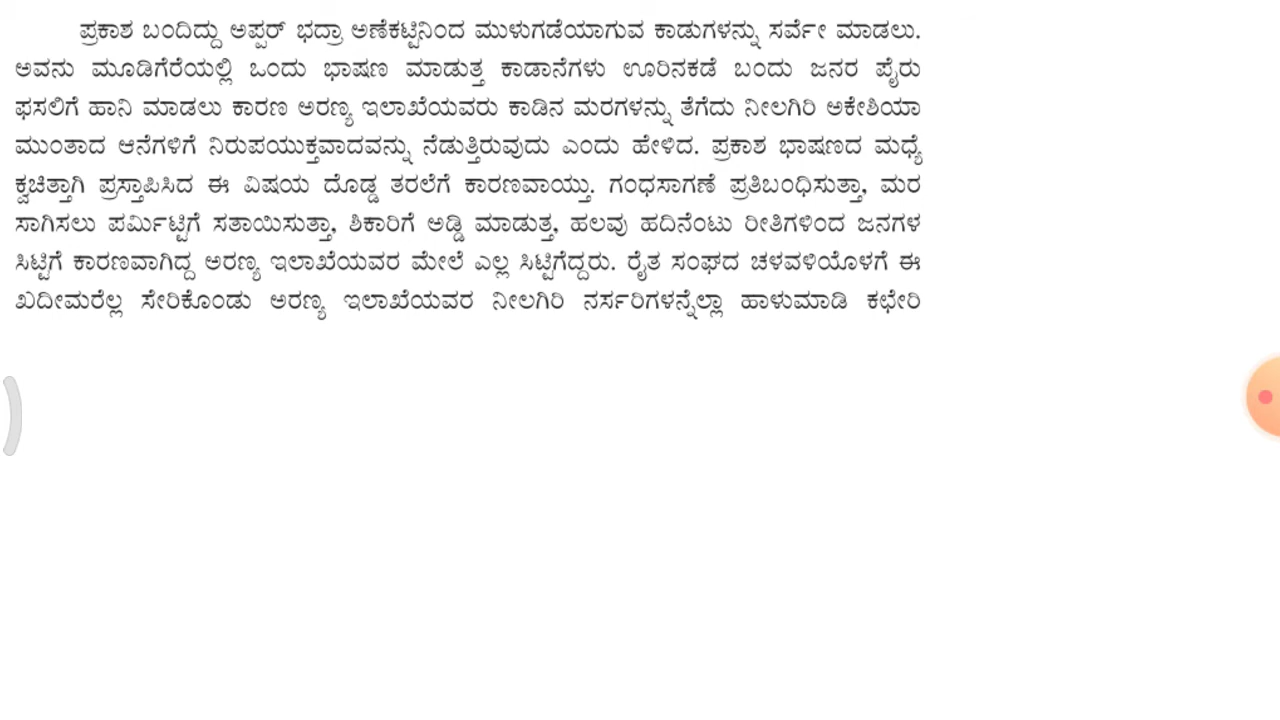 ಪ್ರಕಾಶ ಬಂದಿದ್ದು ಅಪ್ಪರ್ ಭದ್ರಾ ಅಣೆಕಟ್ಟಿನಿಂದ ಮುಳುಗಡೆಯಾಗುವ ಕಾಡುಗಳನ್ನು ಸರ್ವೇ ಮಾಡಲು.
ಅವನು ಮೂಡಿಗೆರೆಯಲ್ಲಿ ಒಂದು ಭಾಷಣ ಮಾಡುತ್ತ ಕಾಡಾನೆಗಳು ಊರಿನಕಡೆ ಬಂದು ಜನರ ಪೈರು
ಫಸಲಿಗೆ ಹಾನಿ ಮಾಡಲು ಕಾರಣ ಅರಣ್ಯ ಇಲಾಖೆಯವರು ಕಾಡಿನ ಮರಗಳನ್ನು ತೆಗೆದು ನೀಲಗಿರಿ ಅಕೇಶಿಯಾ
ಮುಂತಾದ ಆನೆಗಳಿಗೆ ನಿರುಪಯುಕ್ತವಾದವನ್ನು ನೆಡುತ್ತಿರುವುದು ಎಂದು ಹೇಳಿದ. ಪ್ರಕಾಶ ಭಾಷಣದ ಮಧ್ಯೆ
ಕ್ವಚಿತ್ತಾಗಿ ಪ್ರಸ್ತಾಪಿಸಿದ ಈ ವಿಷಯ ದೊಡ್ಡ ತರಲೆಗೆ ಕಾರಣವಾಯ್ತು. ಗಂಧಸಾಗಣೆ ಪ್ರತಿಬಂಧಿಸುತ್ತಾ, ಮರ
ಸಾಗಿಸಲು ಪರ್ಮಿಟ್ಟಿಗೆ ಸತಾಯಿಸುತ್ತಾ, ಶಿಕಾರಿಗೆ ಅಡ್ಡಿ ಮಾಡುತ್ತ, ಹಲವು ಹದಿನೆಂಟು ರೀತಿಗಳಿಂದ ಜನಗಳ
ಸಿಟ್ಟಿಗೆ ಕಾರಣವಾಗಿದ್ದ ಅರಣ್ಯ ಇಲಾಖೆಯವರ ಮೇಲೆ ಎಲ್ಲ ಸಿಟ್ಟಿಗೆದ್ದರು. ರೈತ ಸಂಘದ ಚಳವಳಿಯೊಳಗೆ ಈ
ಖದೀಮರೆಲ್ಲ ಸೇರಿಕೊಂಡು ಅರಣ್ಯ ಇಲಾಖೆಯವರ ನೀಲಗಿರಿ ನರ್ಸರಿಗಳನ್ನೆಲ್ಲಾ ಹಾಳುಮಾಡಿ ಕಛೇರಿ